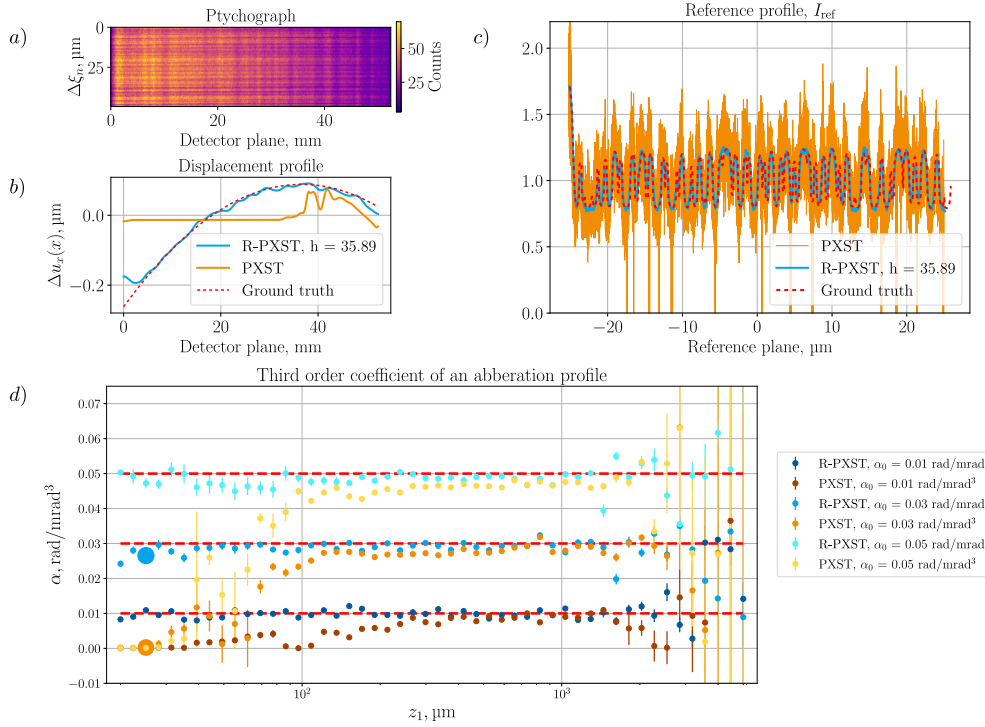 a)
Ptychograph
0
25
Δξₙ, µm
0
10
20
30
40
50
Detector plane, mm
50
25
Counts
b)
Displacement profile
0.0
−0.2
Δuₓ(x), µm
R-PXST, h = 35.89
PXST
Ground truth
0
20
40
Detector plane, mm
c)
Reference profile, I_ref
2.0
1.5
1.0
0.5
0.0
PXST
R-PXST, h = 35.89
Ground truth
−20
−10
0
10
20
Reference plane, µm
d)
Third order coefficient of an abberation profile
0.07
0.06
0.05
0.04
0.03
0.02
0.01
0.00
−0.01
α, rad/mrad³
10²
10³
z₁, µm
R-PXST, α₀ = 0.01 rad/mrad
PXST, α₀ = 0.01 rad/mrad³
R-PXST, α₀ = 0.03 rad/mrad
PXST, α₀ = 0.03 rad/mrad³
R-PXST, α₀ = 0.05 rad/mrad
PXST, α₀ = 0.05 rad/mrad³